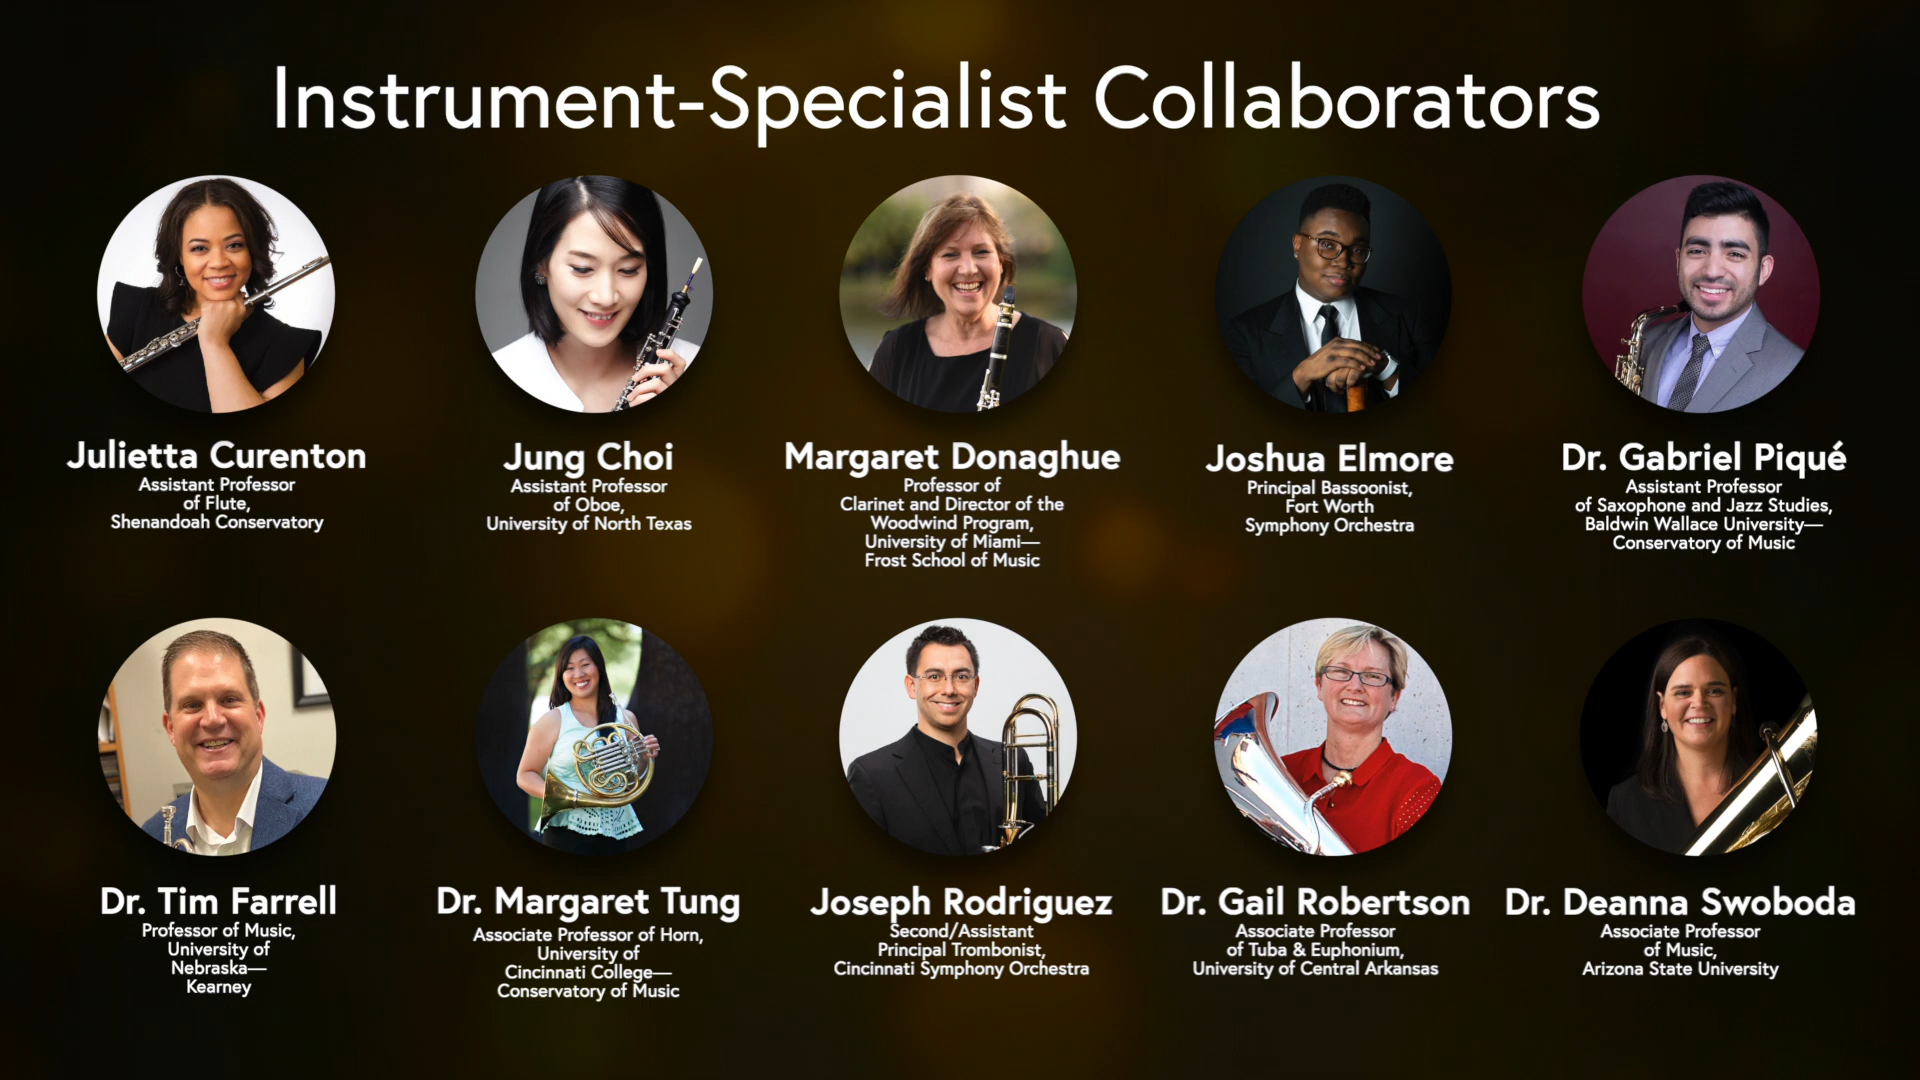 Instrument-Specialist Collaborators
Julietta Curenton
Assistant Professor
of Flute,
Shenandoah Conservatory
Jung Choi
Assistant Professor
of Oboe,
University of North Texas
Margaret Donaghue
Professor of
Clarinet and Director of the
Woodwind Program,
University of Miami—
Frost School of Music
Joshua Elmore
Principal Bassoonist,
Fort Worth
Symphony Orchestra
Dr. Gabriel Piqué
Assistant Professor
of Saxophone and Jazz Studies,
Baldwin Wallace University—
Conservatory of Music
Dr. Tim Farrell
Professor of Music,
University of
Nebraska—
Kearney
Dr. Margaret Tung
Associate Professor of Horn,
University of
Cincinnati College—
Conservatory of Music
Joseph Rodriguez
Second/Assistant
Principal Trombonist,
Cincinnati Symphony Orchestra
Dr. Gail Robertson
Associate Professor
of Tuba & Euphonium,
University of Central Arkansas
Dr. Deanna Swoboda
Associate Professor
of Music,
Arizona State University